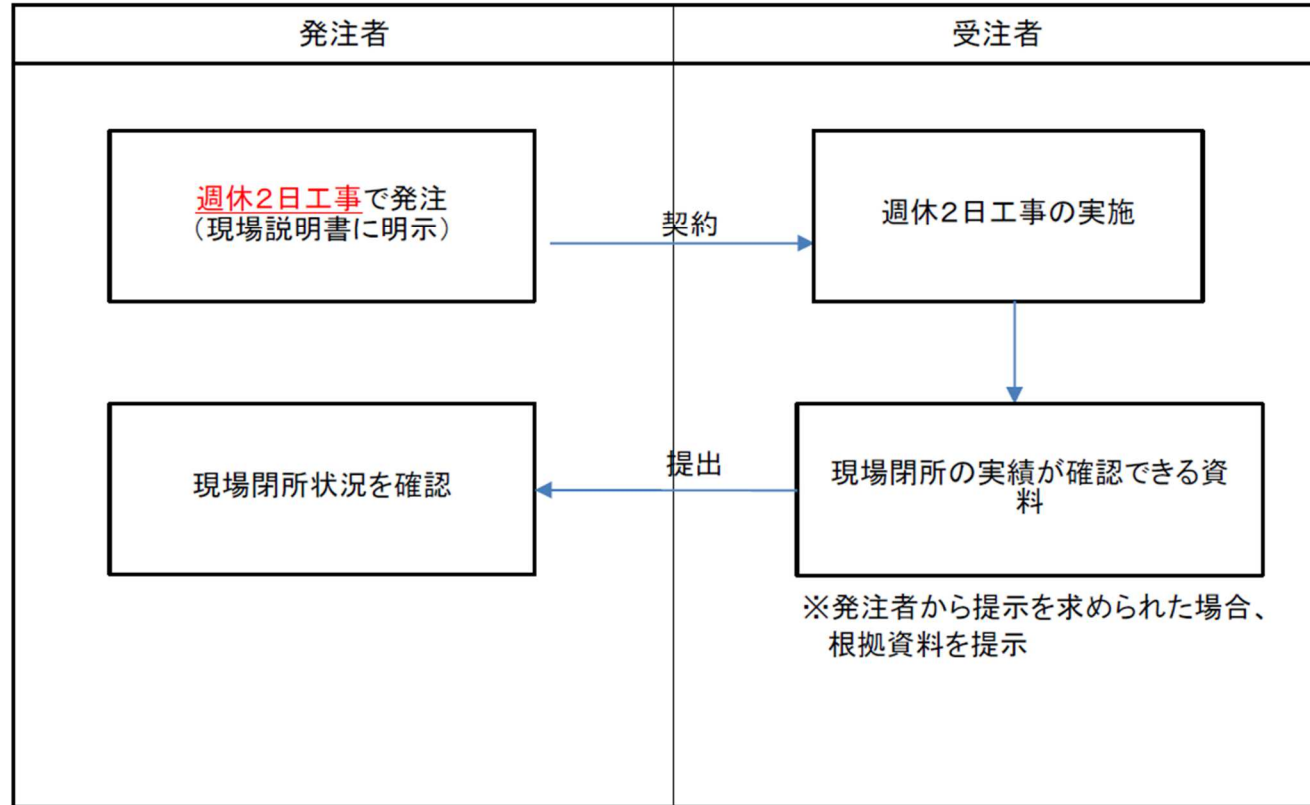 発注者
受注者
週休2日工事で発注
（現場説明書に明示）
契約
週休2日工事の実施
現場閉所状況を確認
提出
現場閉所の実績が確認できる資
料
※発注者から提示を求められた場合、
根拠資料を提示